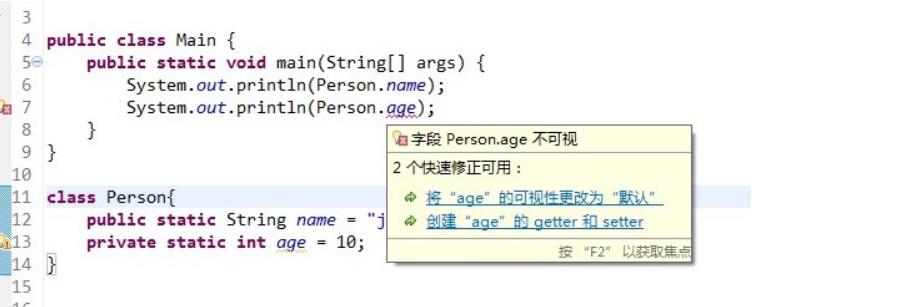 3
4 public class Main {
5 public static void main(String[] args) {
6 System.out.println(Person.name);
7 System.out.println(Person.age);
8 }
9 }
10
11 class Person{
12 public static String name = "j
13 private static int age = 10;
14 }
15
字段 Person.age 不可视
2 个快速修正可用：
将“age”的可视性更改为“默认”
创建“age”的 getter 和 setter
按 “F2” 以获取焦点